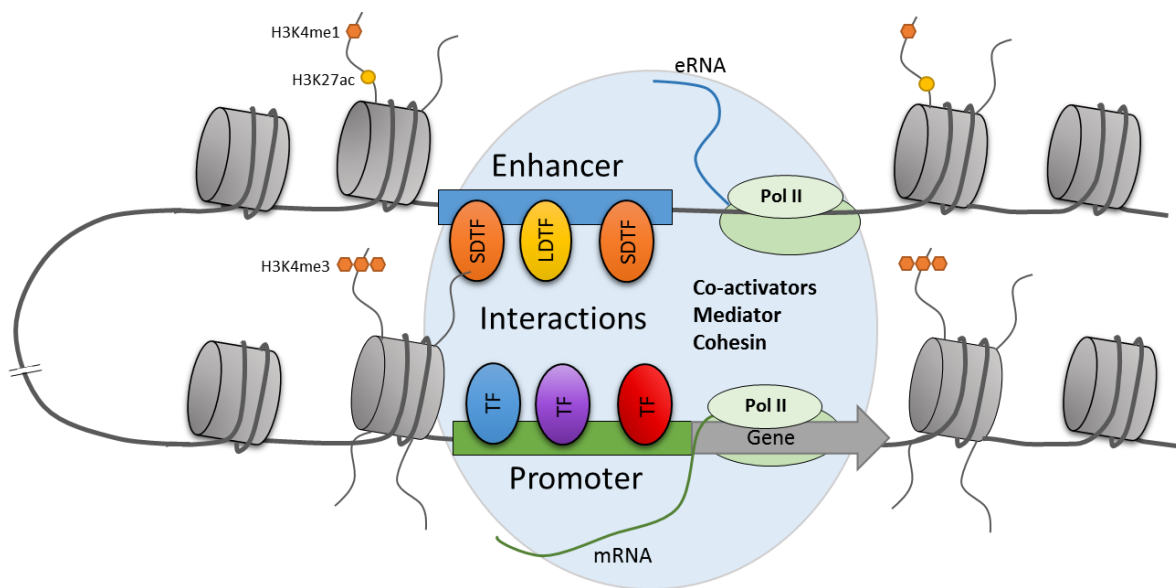 H3K4me1
H3K27ac
eRNA
Enhancer
Pol II
SDTF
LDTF
SDTF
H3K4me3
Co-activators
Mediator
Cohesin
Interactions
TF
TF
TF
Pol II
Gene
Promoter
mRNA